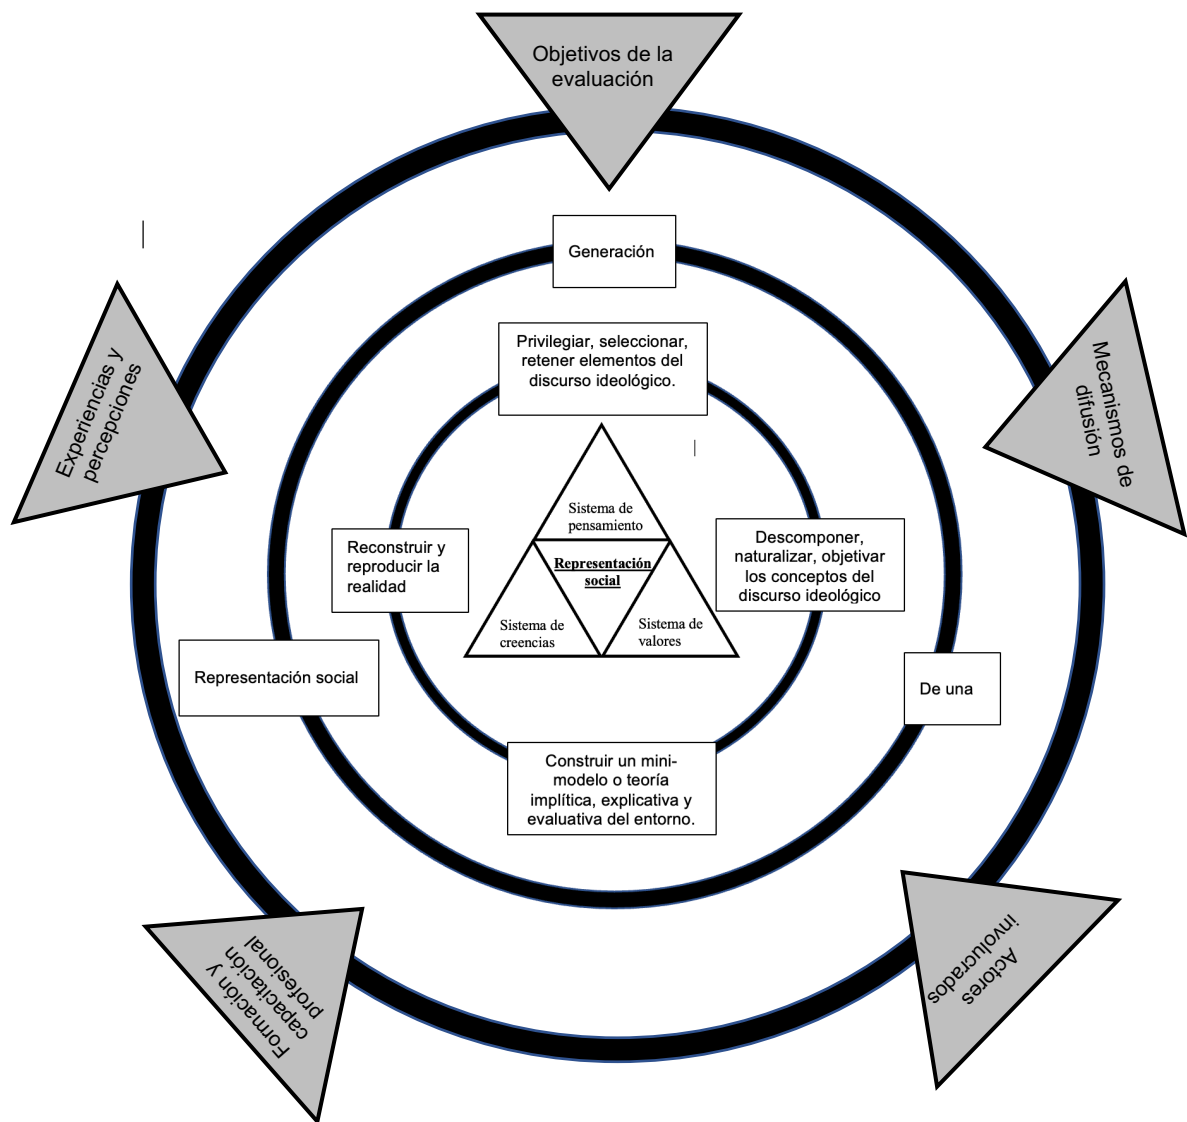 Objetivos de la
evaluación
Generación
Privilegiar, seleccionar,
retener elementos del
discurso ideológico.
Experiencias y
percepciones
Mecanismos de
difusión
Sistema de
pensamiento
Representación
social
Sistema de
creencias
Sistema de
valores
Reconstruir y
reproducir la
realidad
Descomponer,
naturalizar, objetivar
los conceptos del
discurso ideológico
Representación social
De una
Construir un mini-
modelo o teoría
implítica, explicativa y
evaluativa del entorno.
Formación y
capacitación
profesional
Actores
involucrados